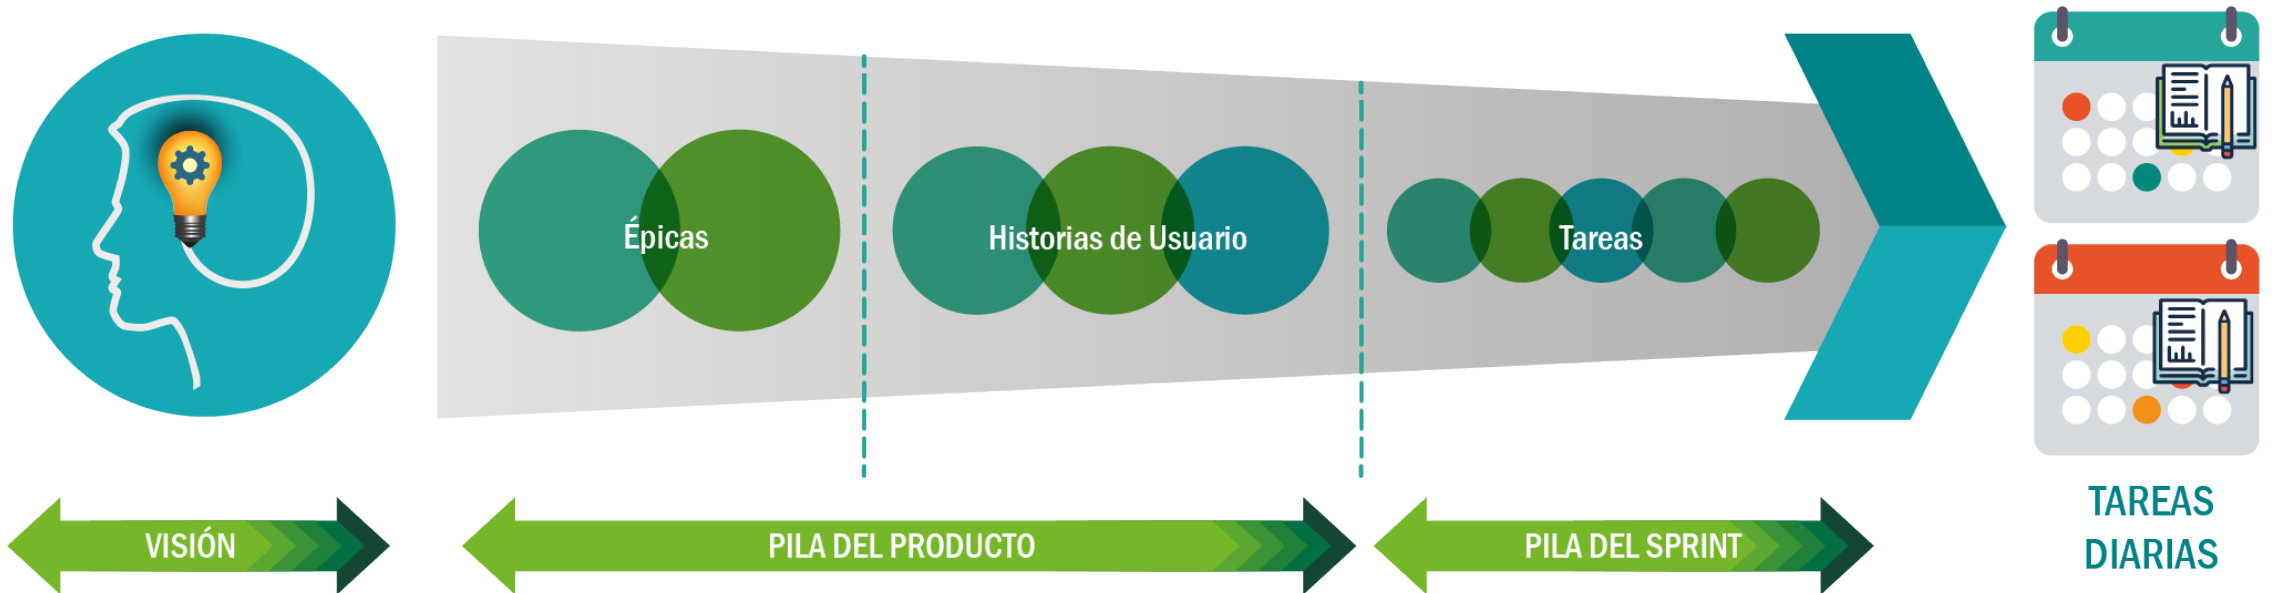 Épicas
Historias de Usuario
Tareas
VISIÓN
PILA DEL PRODUCTO
PILA DEL SPRINT
TAREAS
DIARIAS